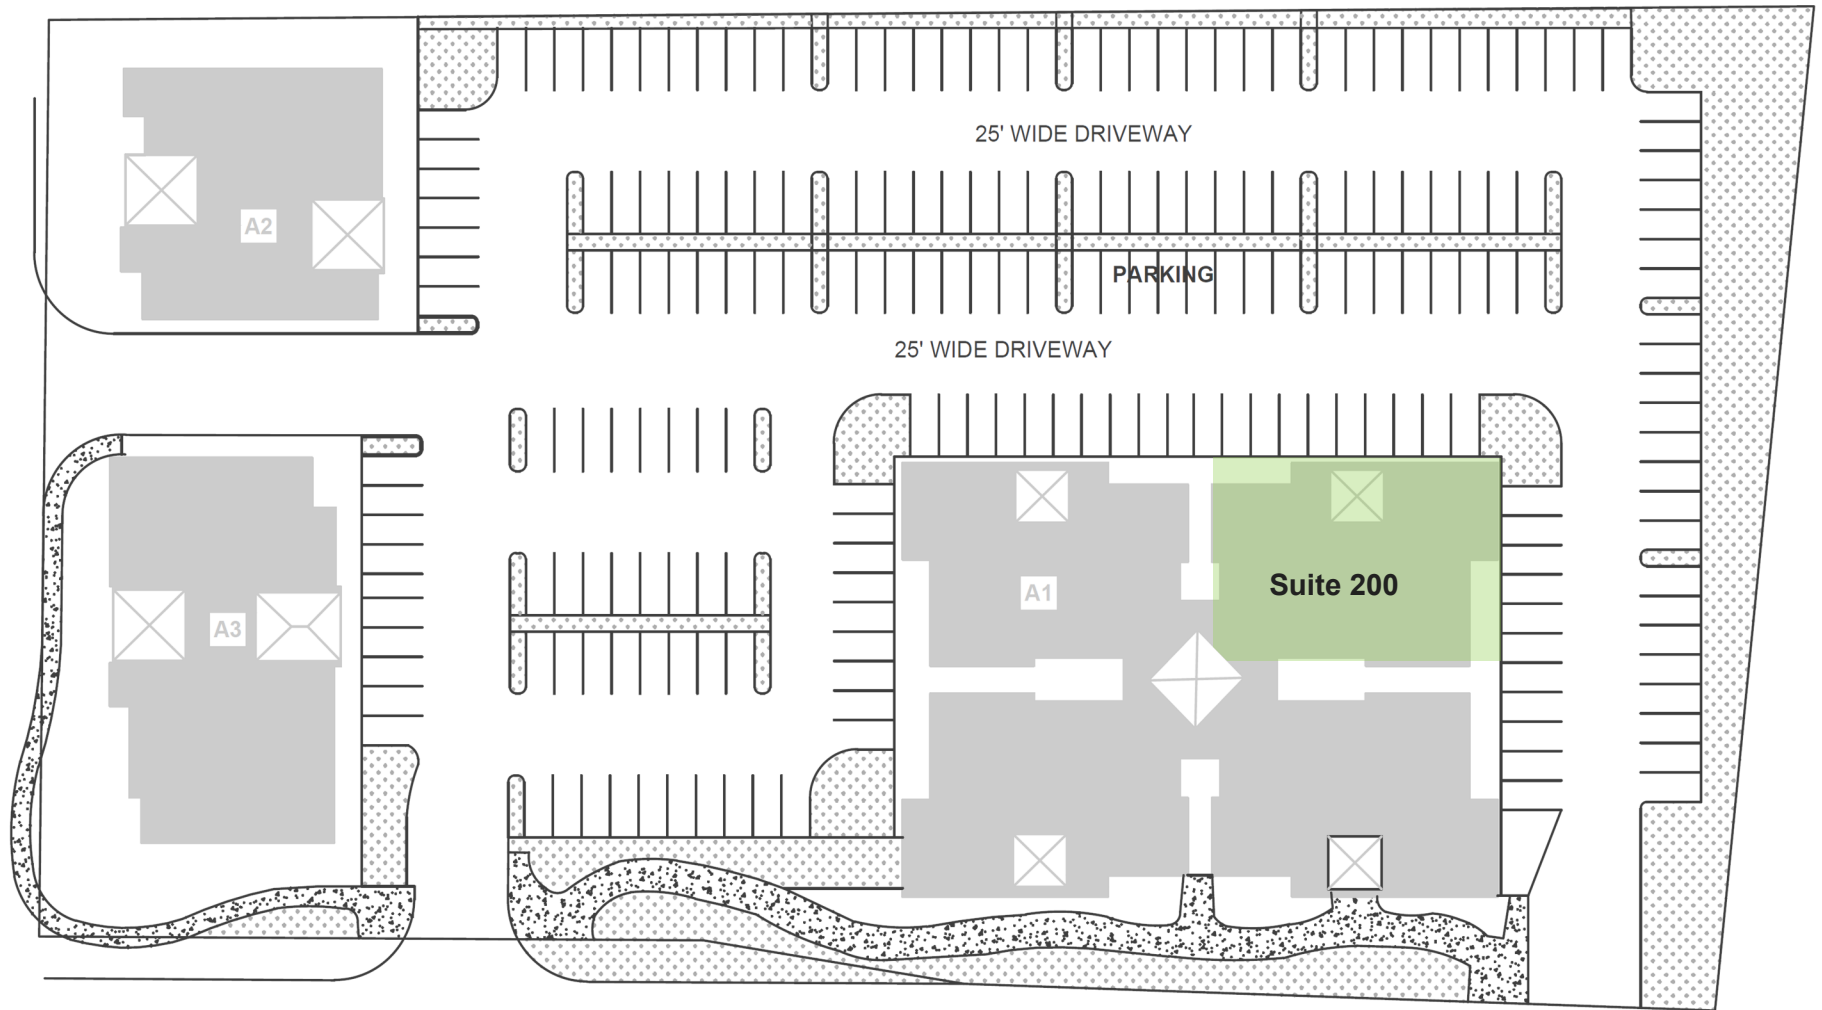 25' WIDE DRIVEWAY
A2
PARKING
25' WIDE DRIVEWAY
Suite 200
A1
A3